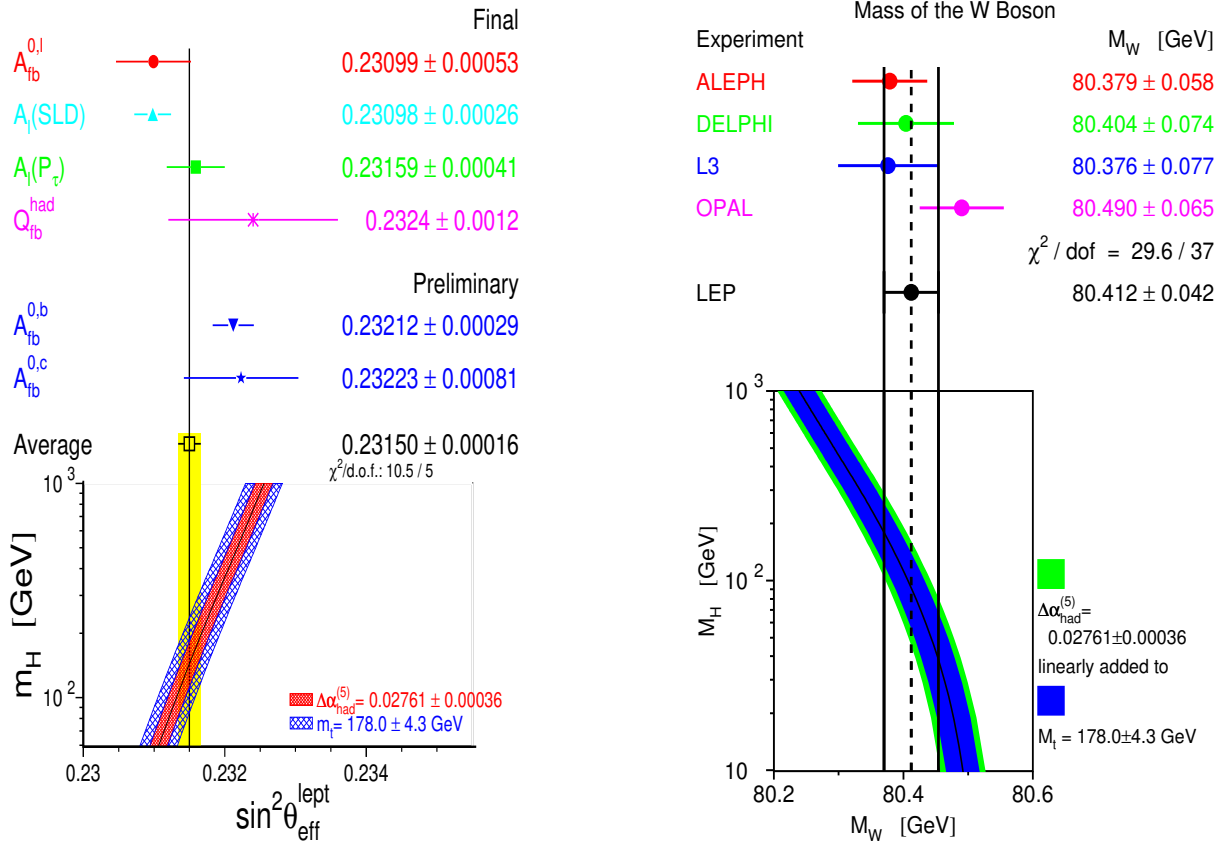 Final
A_fb^0,l 0.23099 ± 0.00053
A_l(SLD) 0.23098 ± 0.00026
A_l(P_τ) 0.23159 ± 0.00041
Q_fb^had 0.2324 ± 0.0012
Preliminary
A_fb^0,b 0.23212 ± 0.00029
A_fb^0,c 0.23223 ± 0.00081
Average 0.23150 ± 0.00016
χ²/d.o.f.: 10.5 / 5
10³
10²
m_H [GeV]
Δα_had^(5) = 0.02761 ± 0.00036
m_t = 178.0 ± 4.3 GeV
0.23 0.232 0.234
sin²θ_eff^lept
Mass of the W Boson
Experiment M_W [GeV]
ALEPH 80.379 ± 0.058
DELPHI 80.404 ± 0.074
L3 80.376 ± 0.077
OPAL 80.490 ± 0.065
χ² / dof = 29.6 / 37
LEP 80.412 ± 0.042
10³
10²
10
M_H [GeV]
Δα_had^(5) =
0.02761±0.00036
linearly added to
M_t = 178.0±4.3 GeV
80.2 80.4 80.6
M_W [GeV]